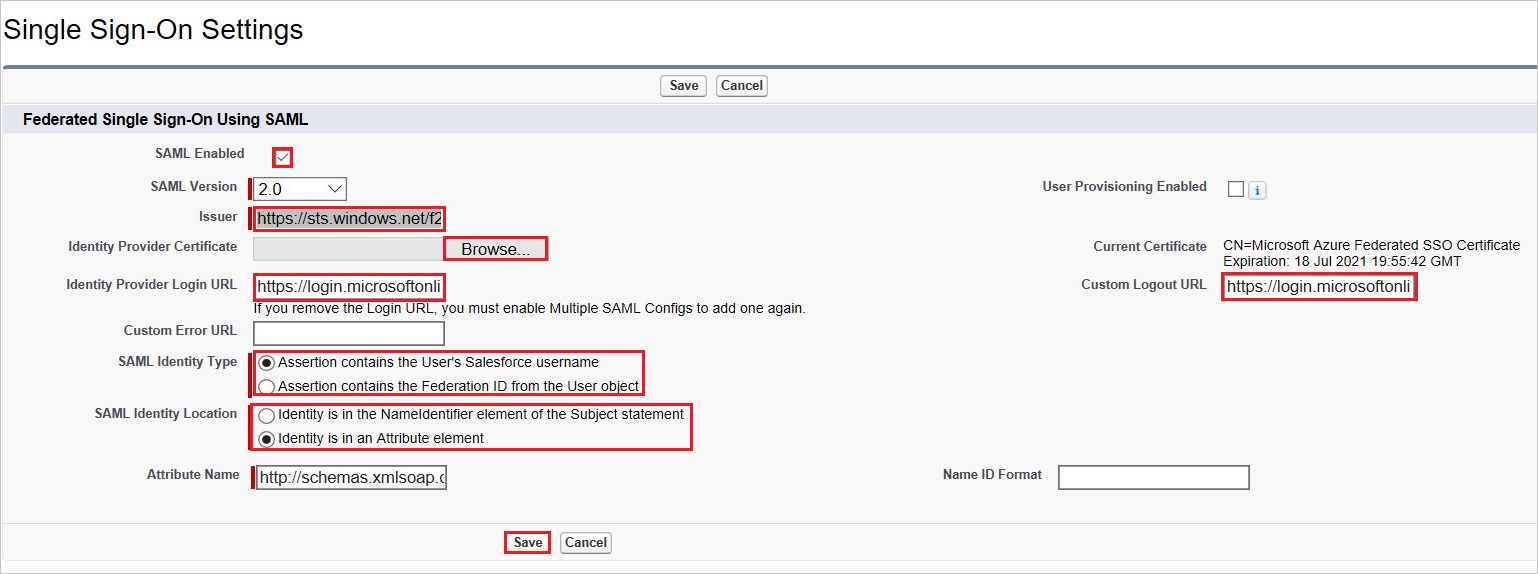 Single Sign-On Settings
Save Cancel
Federated Single Sign-On Using SAML
SAML Enabled
SAML Version 2.0 User Provisioning Enabled i
Issuer https://sts.windows.net/f2
Identity Provider Certificate Browse... Current Certificate CN=Microsoft Azure Federated SSO Certificate
Expiration: 18 Jul 2021 19:55:42 GMT
Identity Provider Login URL https://login.microsoftonli Custom Logout URL https://login.microsoftonli
If you remove the Login URL, you must enable Multiple SAML Configs to add one again.
Custom Error URL
SAML Identity Type Assertion contains the User's Salesforce username
Assertion contains the Federation ID from the User object
SAML Identity Location Identity is in the NameIdentifier element of the Subject statement
Identity is in an Attribute element
Attribute Name http://schemas.xmlsoap.o Name ID Format
Save Cancel